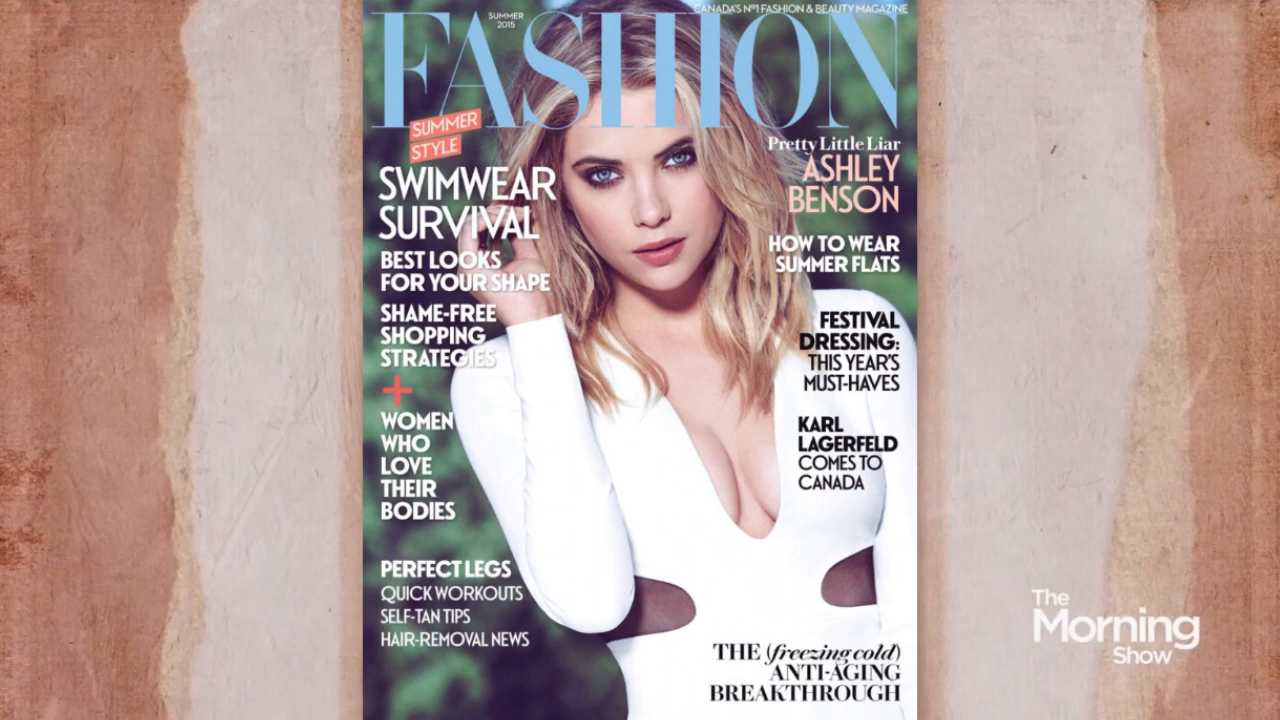 CANADA'S Nº1 FASHION & BEAUTY MAGAZINE
SUMMER
2015
FASHION
SUMMER
STYLE
SWIMWEAR
SURVIVAL
BEST LOOKS
FOR YOUR SHAPE
SHAME-FREE
SHOPPING
STRATEGIES
+
WOMEN
WHO
LOVE
THEIR
BODIES
PERFECT LEGS
QUICK WORKOUTS
SELF-TAN TIPS
HAIR-REMOVAL NEWS
Pretty Little Liar
ASHLEY
BENSON
HOW TO WEAR
SUMMER FLATS
FESTIVAL
DRESSING:
THIS YEAR'S
MUST-HAVES
KARL
LAGERFELD
COMES TO
CANADA
THE (freezing cold)
ANTI-AGING
BREAKTHROUGH
The
Morning
Show